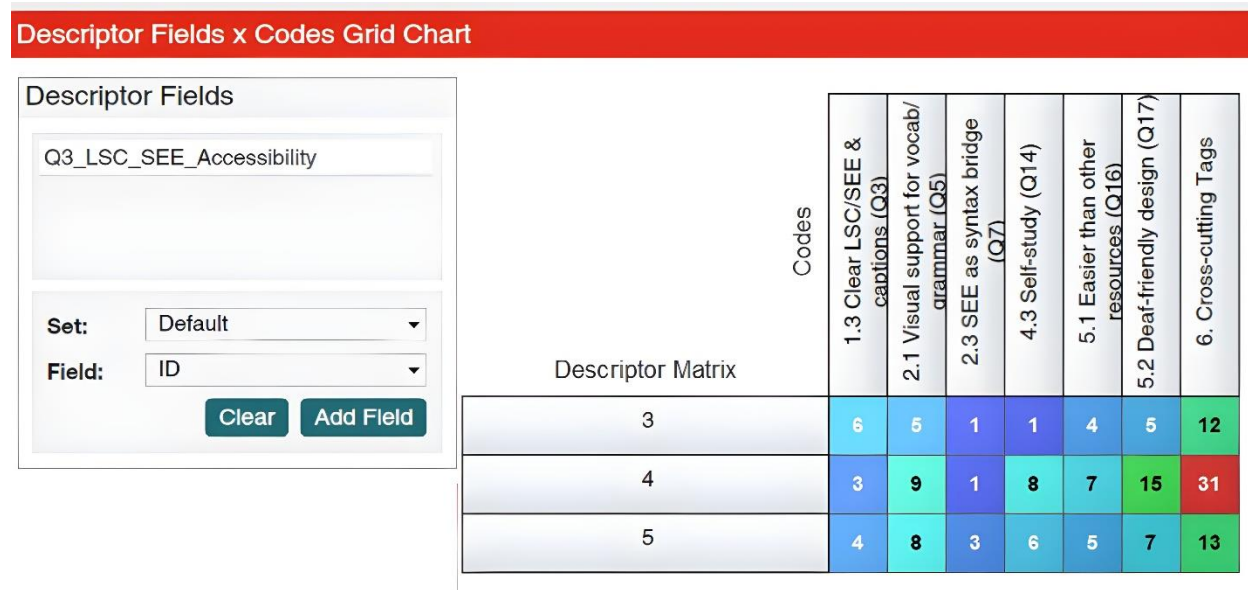 Descriptor Fields x Codes Grid Chart
Descriptor Fields
Q3_LSC_SEE_Accessibility
Set:
Default
Field:
ID
Clear
Add Field
Codes
Descriptor Matrix
1.3 Clear LSC/SEE &
captions (Q3)
2.1 Visual support for vocab/
grammar (Q5)
2.3 SEE as syntax bridge
(Q7)
4.3 Self-study (Q14)
5.1 Easier than other
resources (Q16)
5.2 Deaf-friendly design (Q17)
6. Cross-cutting Tags
3 6 5 1 1 4 5 12
4 3 9 1 8 7 15 31
5 4 8 3 6 5 7 13